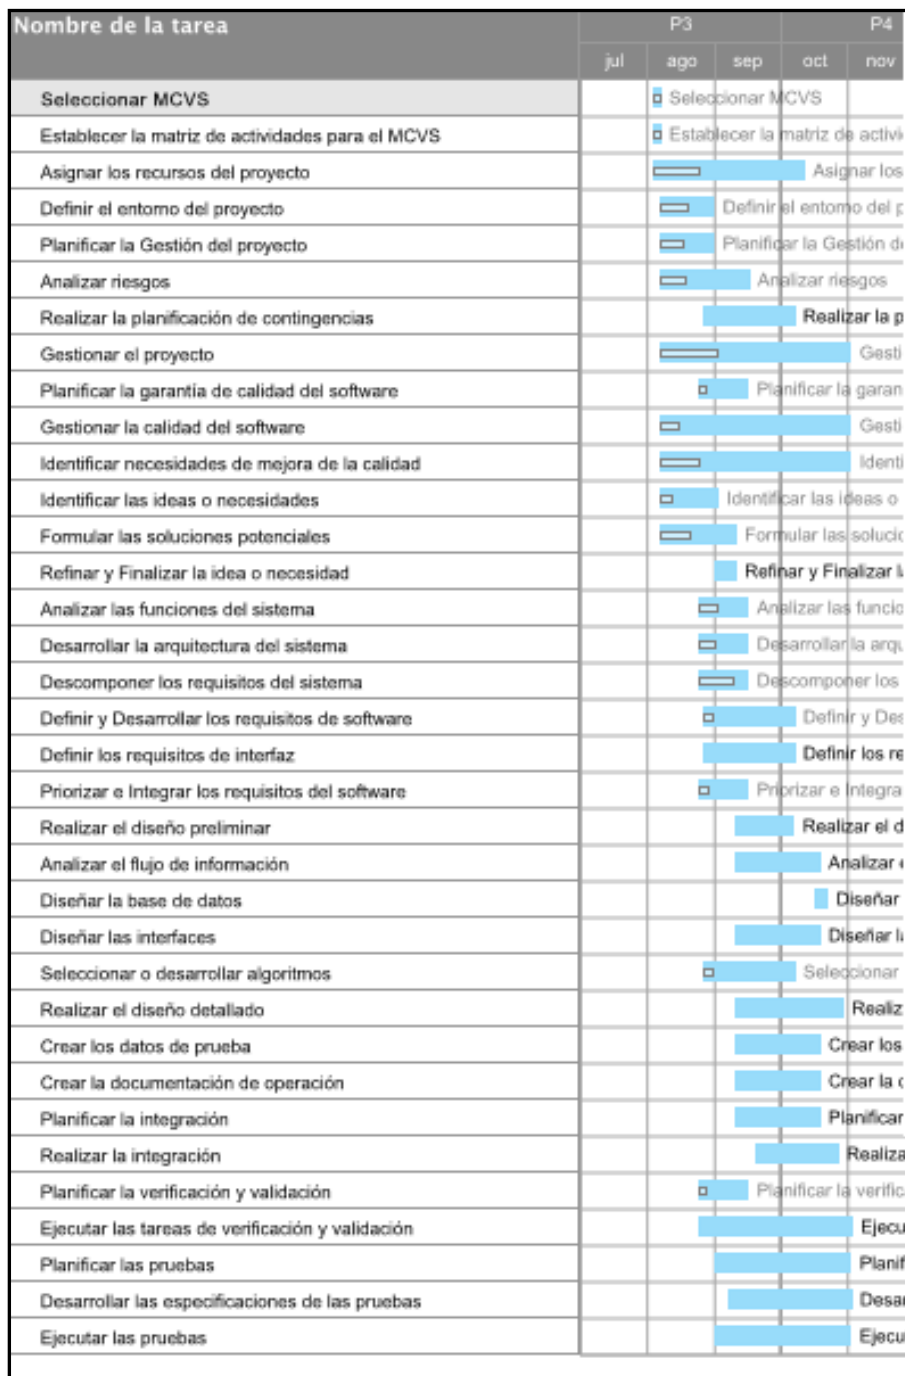 Nombre de la tarea P3 P4
jul ago sep oct nov
Seleccionar MCVS Seleccionar MCVS
Establecer la matriz de actividades para el MCVS Establecer la matriz de activi
Asignar los recursos del proyecto Asignar los
Definir el entorno del proyecto Definir el entorno del p
Planificar la Gestión del proyecto Planificar la Gestión de
Analizar riesgos Analizar riesgos
Realizar la planificación de contingencias Realizar la p
Gestionar el proyecto Gesti
Planificar la garantía de calidad del software Planificar la garan
Gestionar la calidad del software Gesti
Identificar necesidades de mejora de la calidad Identi
Identificar las ideas o necesidades Identificar las ideas o
Formular las soluciones potenciales Formular las solucio
Refinar y Finalizar la idea o necesidad Refinar y Finalizar l
Analizar las funciones del sistema Analizar las funcio
Desarrollar la arquitectura del sistema Desarrollar la arqu
Descomponer los requisitos del sistema Descomponer los
Definir y Desarrollar los requisitos de software Definir y Des
Definir los requisitos de interfaz Definir los re
Priorizar e Integrar los requisitos del software Priorizar e Integra
Realizar el diseño preliminar Realizar el d
Analizar el flujo de información Analizar e
Diseñar la base de datos Diseñar
Diseñar las interfaces Diseñar la
Seleccionar o desarrollar algoritmos Seleccionar
Realizar el diseño detallado Realiz
Crear los datos de prueba Crear los
Crear la documentación de operación Crear la d
Planificar la integración Planificar
Realizar la integración Realiza
Planificar la verificación y validación Planificar la verific
Ejecutar las tareas de verificación y validación Ejecu
Planificar las pruebas Planif
Desarrollar las especificaciones de las pruebas Desar
Ejecutar las pruebas Ejecu